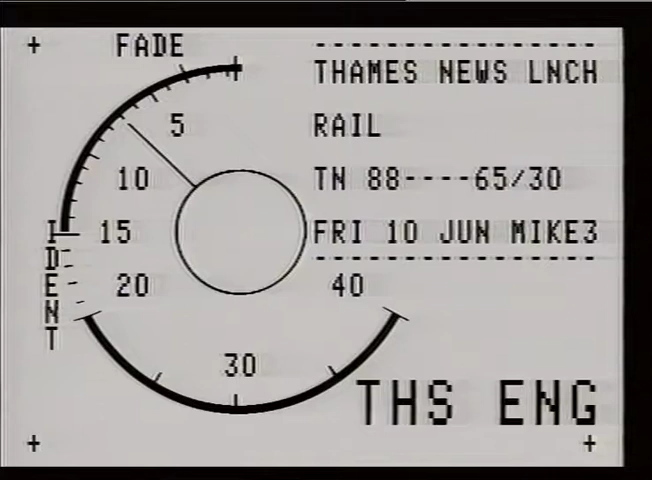 FADE
THAMES NEWS LNCH
RAIL
TN 88----65/30
FRI 10 JUN MIKE3
5
10
15
20
30
40
IDENT
THS ENG